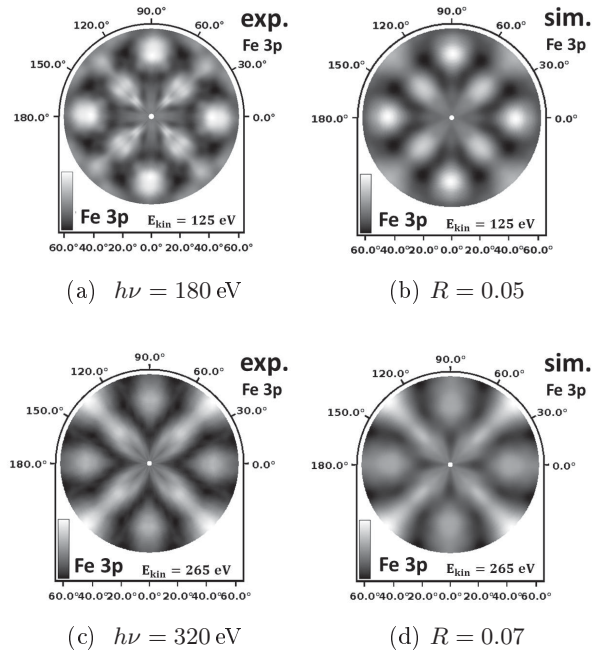 90.0° exp. 90.0° sim.
120.0° 60.0° Fe 3p 120.0° 60.0° Fe 3p
150.0° 30.0° 150.0° 30.0°
180.0° 0.0° 180.0° 0.0°
Fe 3p E_kin = 125 eV Fe 3p E_kin = 125 eV
60.0°40.0°20.0°0.0°20.0°40.0°60.0° 60.0°40.0°20.0°0.0°20.0°40.0°60.0°
(a) hν = 180 eV (b) R = 0.05
90.0° exp. 90.0° sim.
120.0° 60.0° Fe 3p 120.0° 60.0° Fe 3p
150.0° 30.0° 150.0° 30.0°
180.0° 0.0° 180.0° 0.0°
Fe 3p E_kin = 265 eV Fe 3p E_kin = 265 eV
60.0°40.0°20.0°0.0°20.0°40.0°60.0° 60.0°40.0°20.0°0.0°20.0°40.0°60.0°
(c) hν = 320 eV (d) R = 0.07